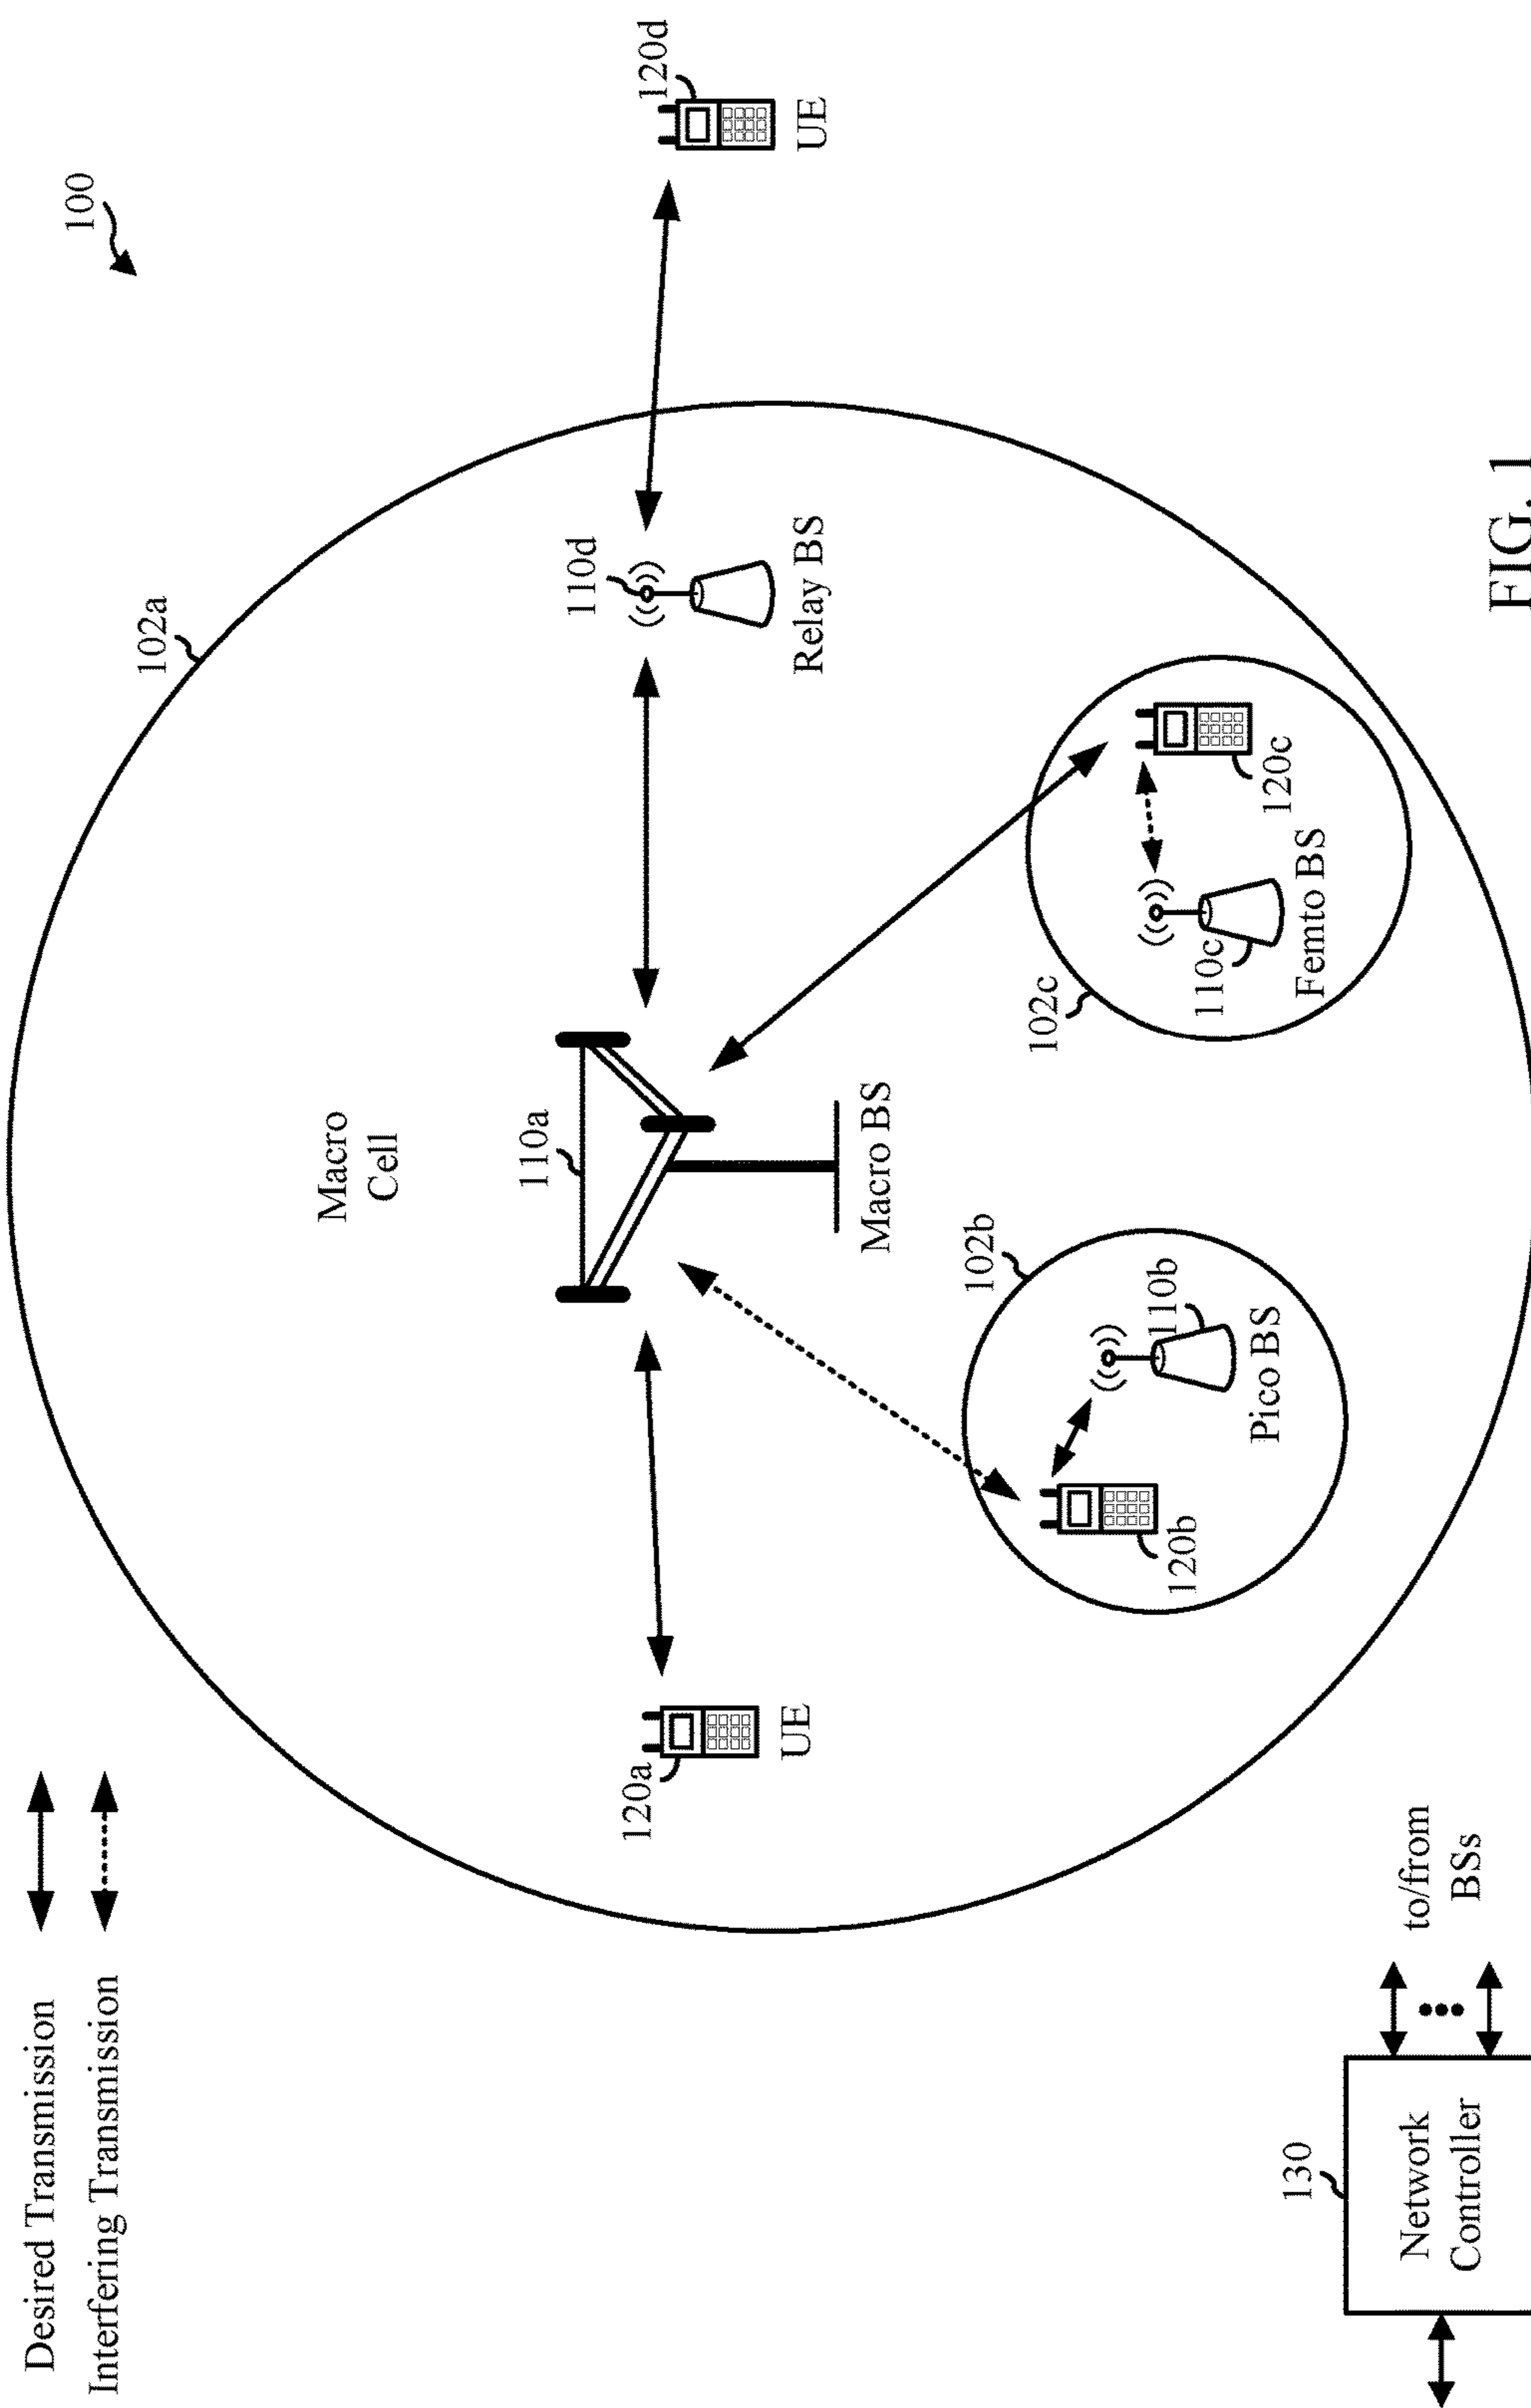 Desired Transmission
Interfering Transmission
100
102a
Macro
Cell
110a
110d
120a
120d
UE
UE
Relay BS
Macro BS
102b
102c
110b
120b
Pico BS
110c
120c
Femto BS
130
Network
Controller
to/from
BSs
FIG. 1